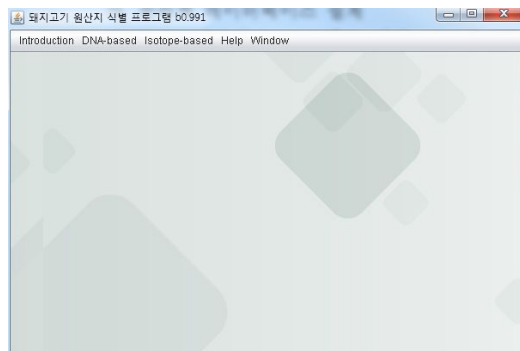 돼지고기 원산지 식별 프로그램 b0.991
Introduction DNA-based Isotope-based Help Window